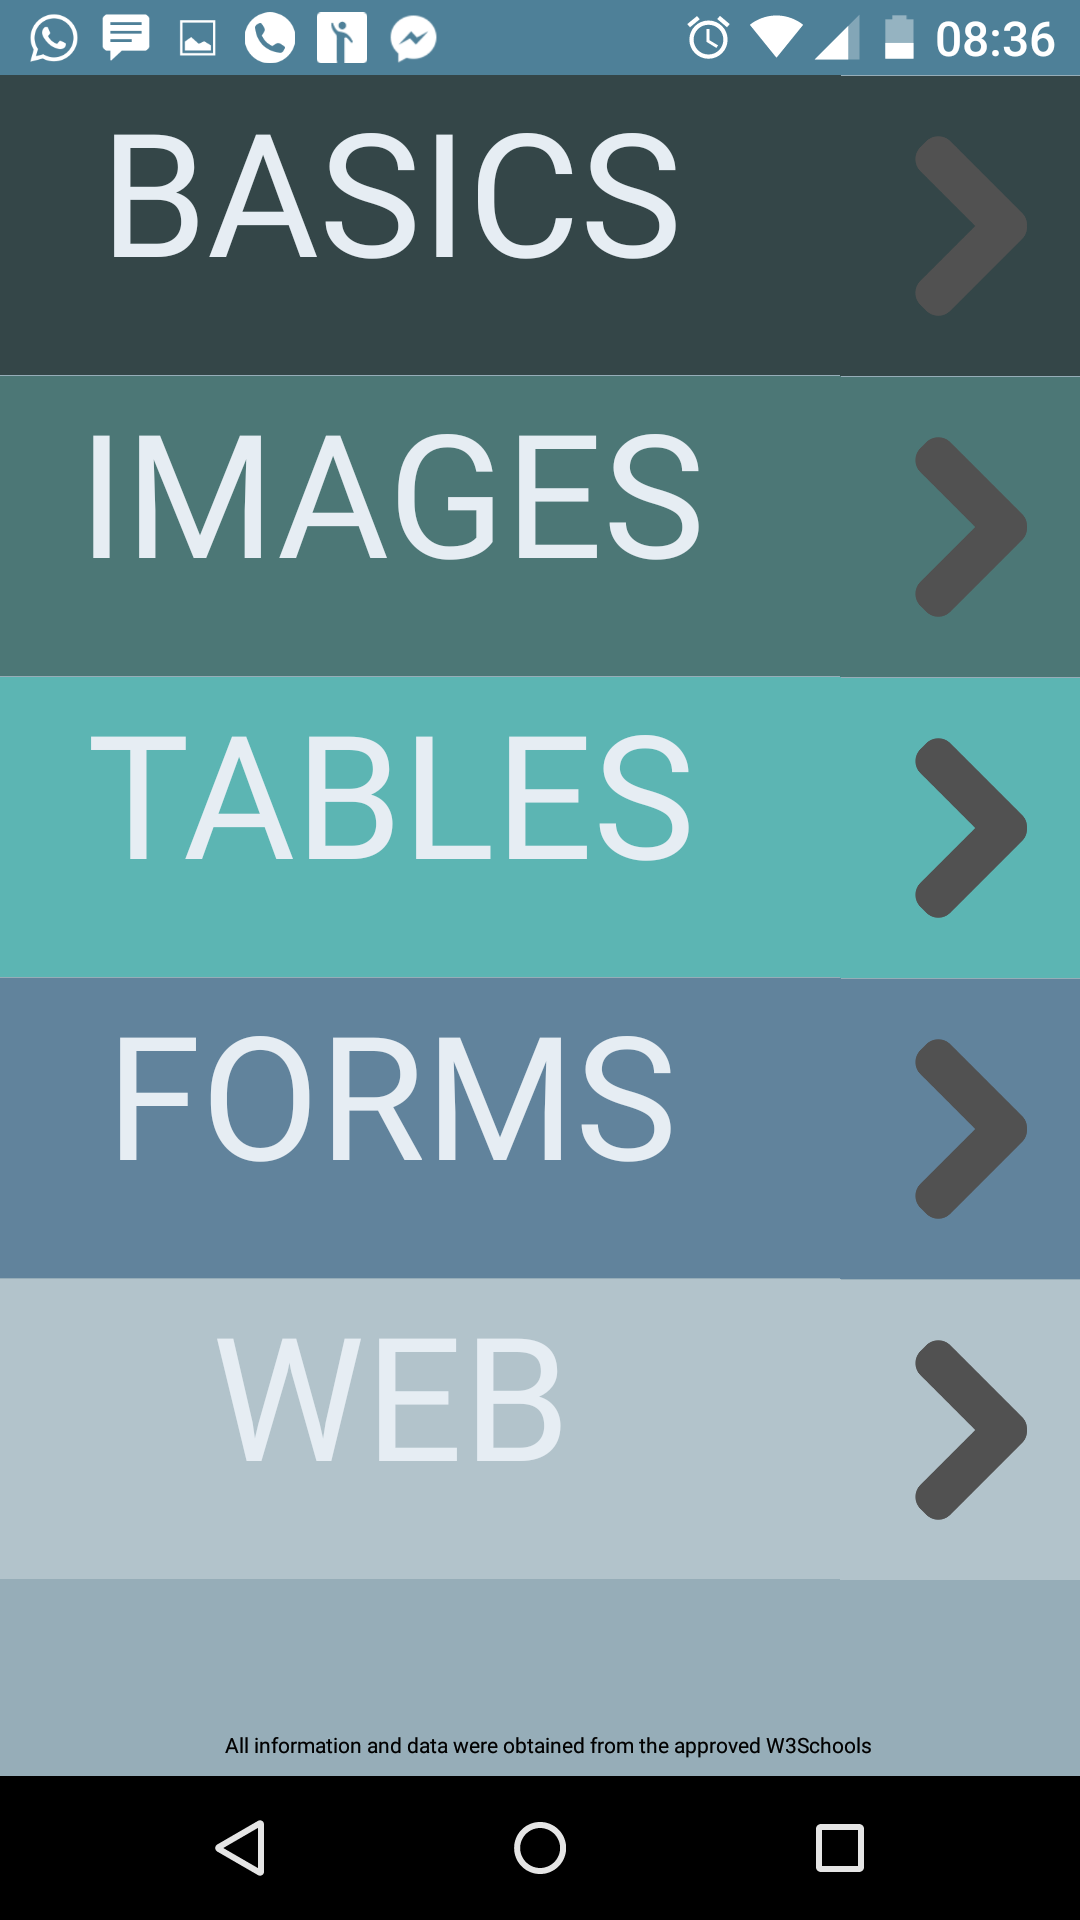 08:36
BASICS
IMAGES
TABLES
FORMS
WEB
All information and data were obtained from the approved W3Schools